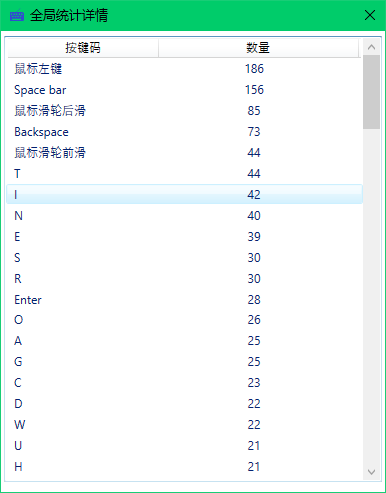 全局统计详情
按键码 数量
鼠标左键 186
Space bar 156
鼠标滑轮后滑 85
Backspace 73
鼠标滑轮前滑 44
T 44
I 42
N 40
E 39
S 30
R 30
Enter 28
O 26
A 25
G 25
C 23
D 22
W 22
U 21
H 21